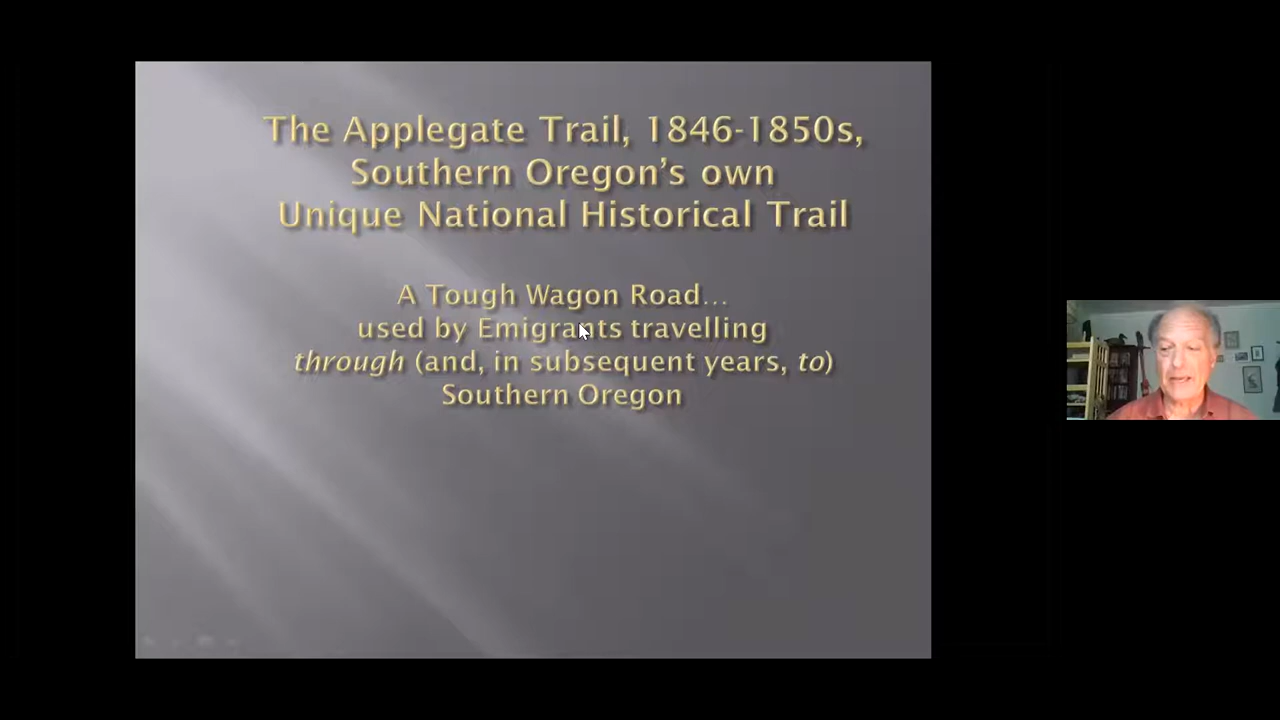 The Applegate Trail, 1846-1850s,
Southern Oregon’s own
Unique National Historical Trail
A Tough Wagon Road…
used by Emigrants travelling
through (and, in subsequent years, to)
Southern Oregon